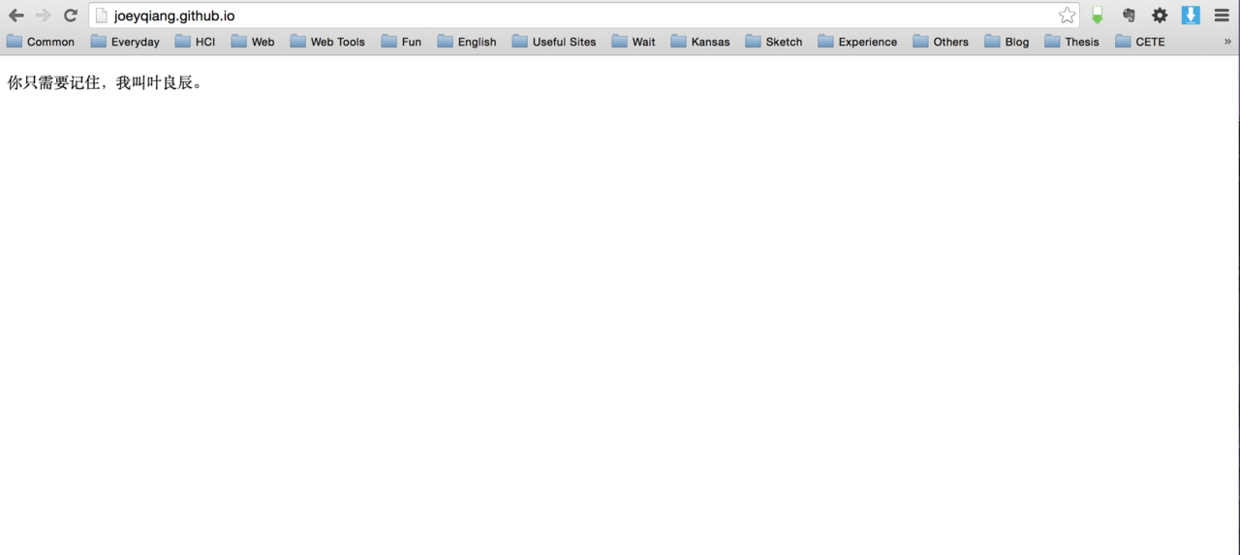 joeyqiang.github.io
Common Everyday HCI Web Web Tools Fun English Useful Sites Wait Kansas Sketch Experience Others Blog Thesis CETE »
你只需要记住，我叫叶良辰。